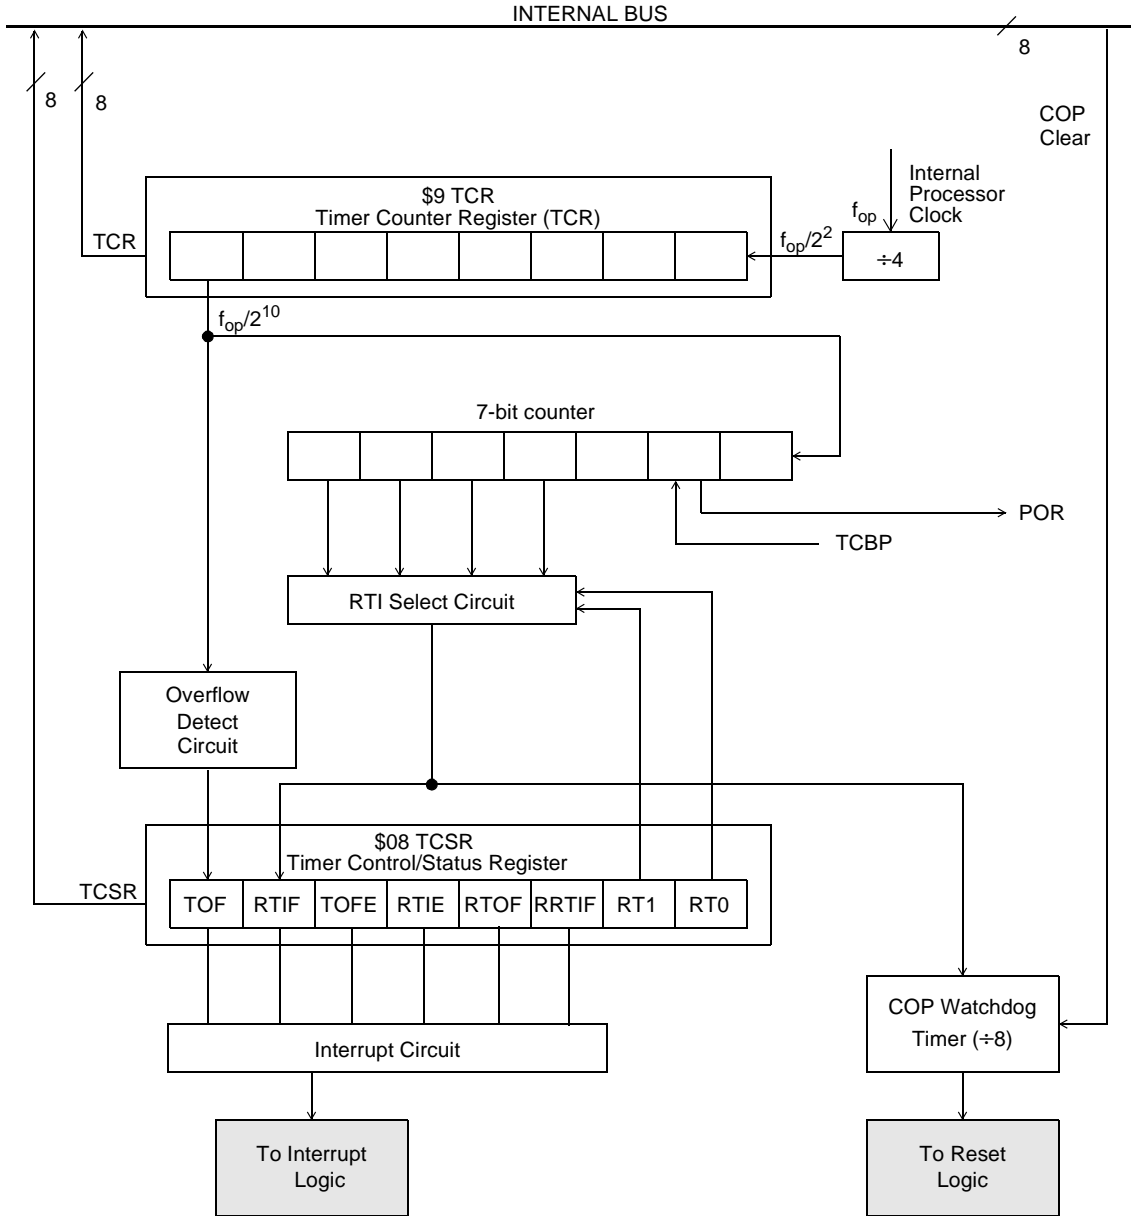 INTERNAL BUS
8
8
8
COP
Clear
$9 TCR
Timer Counter Register (TCR)
Internal
Processor
Clock
fop
TCR
fop/2^2
÷4
fop/2^10
7-bit counter
POR
TCBP
RTI Select Circuit
Overflow
Detect
Circuit
$08 TCSR
Timer Control/Status Register
TCSR
TOF RTIF TOFE RTIE RTOF RRTIF RT1 RT0
COP Watchdog
Timer (÷8)
Interrupt Circuit
To Interrupt
Logic
To Reset
Logic